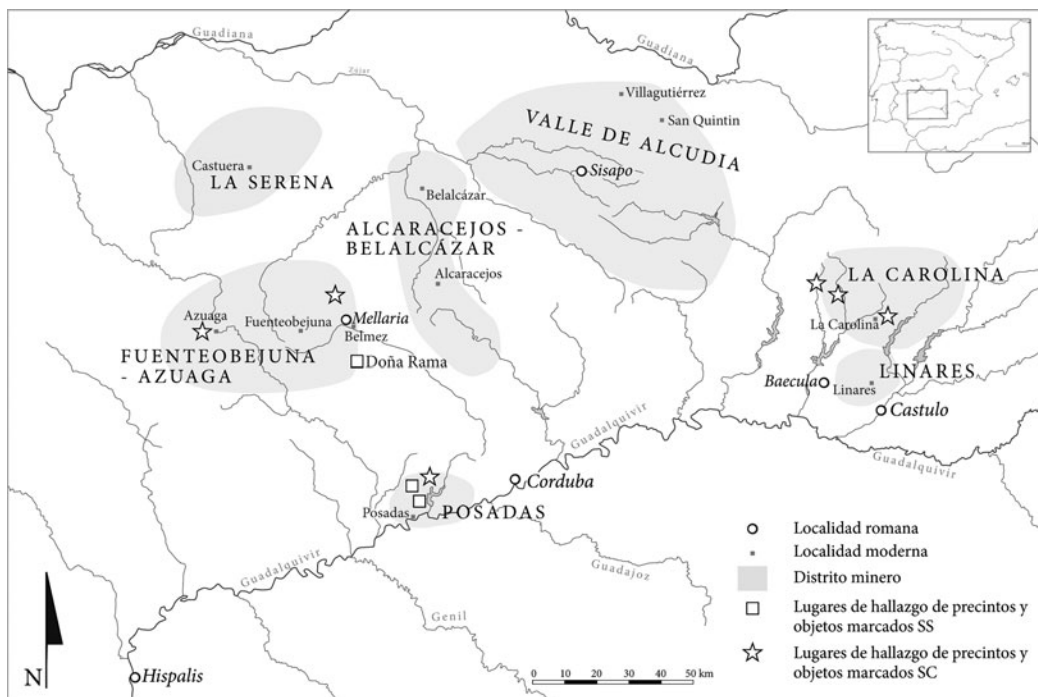 Guadiana
Guadiana
Zújar
Villagutiérrez
San Quintin
VALLE DE ALCUDIA
Sisapo
Castuera
LA SERENA
Belalcázar
ALCARACEJOS -
BELALCÁZAR
Alcaracejos
LA CAROLINA
La Carolina
Azuaga
Fuenteobejuna
Mellaria
Belmez
FUENTEOBEJUNA
- AZUAGA
Doña Rama
LINARES
Baecula
Linares
Castulo
Guadalquivir
Guadalquivir
Corduba
Posadas
POSADAS
Guadalquivir
Guadajoz
Genil
N
Hispalis
Localidad romana
Localidad moderna
Distrito minero
Lugares de hallazgo de precintos y
objetos marcados SS
Lugares de hallazgo de precintos y
objetos marcados SC
0 10 20 30 40 50 km